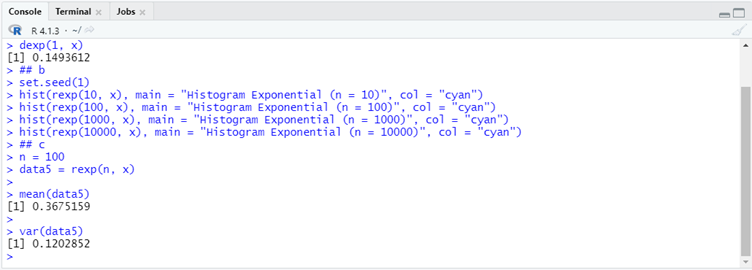 Console Terminal × Jobs ×
R 4.1.3 · ~/
> dexp(1, x)
[1] 0.1493612
> ## b
> set.seed(1)
> hist(rexp(10, x), main = "Histogram Exponential (n = 10)", col = "cyan")
> hist(rexp(100, x), main = "Histogram Exponential (n = 100)", col = "cyan")
> hist(rexp(1000, x), main = "Histogram Exponential (n = 1000)", col = "cyan")
> hist(rexp(10000, x), main = "Histogram Exponential (n = 10000)", col = "cyan")
> ## c
> n = 100
> data5 = rexp(n, x)
>
> mean(data5)
[1] 0.3675159
>
> var(data5)
[1] 0.1202852
>